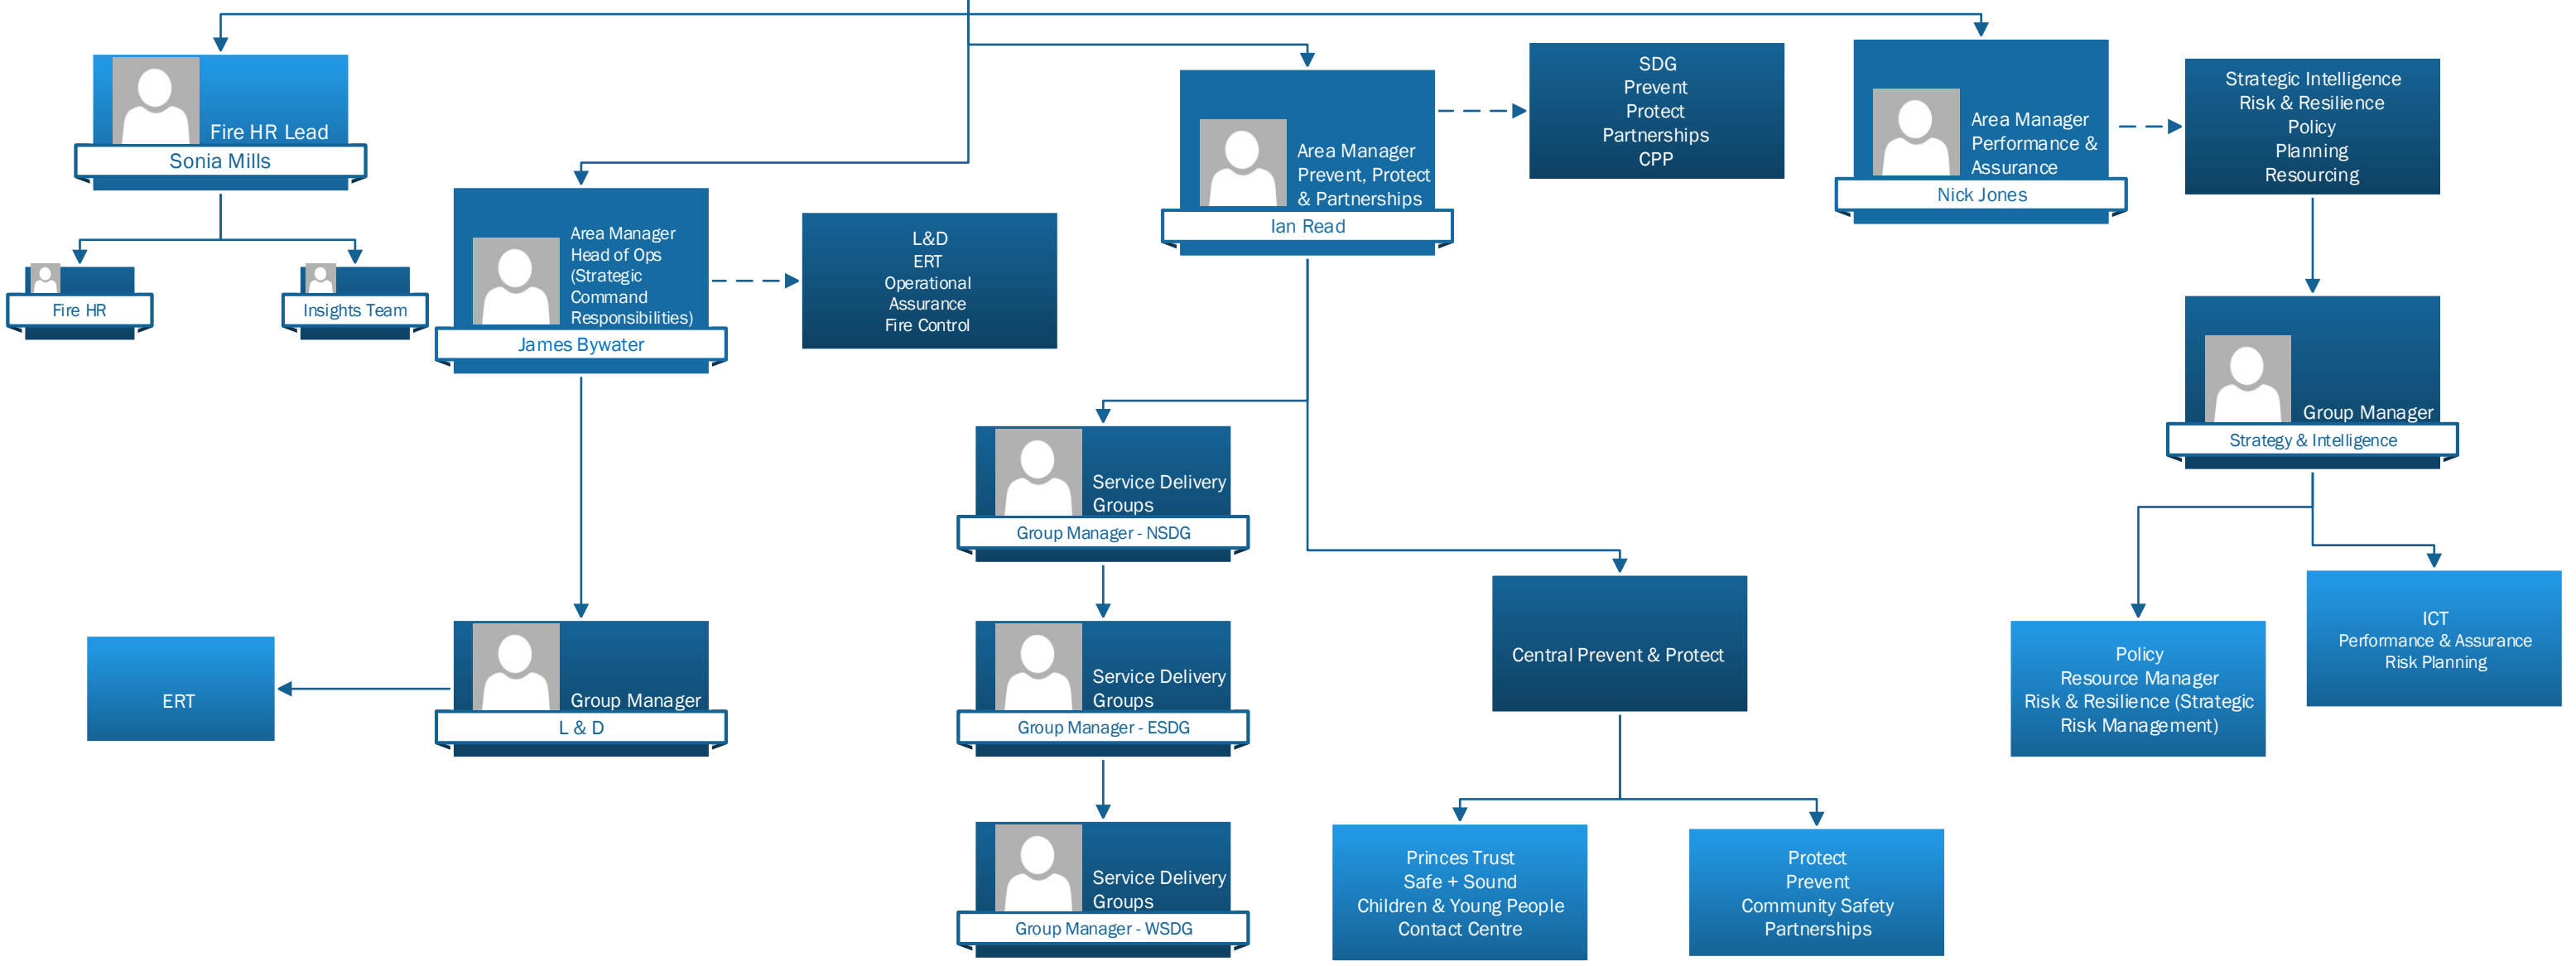 Fire HR Lead
Sonia Mills
Fire HR
Insights Team
Area Manager
Head of Ops
(Strategic
Command
Responsibilities)
James Bywater
L&D
ERT
Operational
Assurance
Fire Control
Group Manager
L & D
ERT
Area Manager
Prevent, Protect
& Partnerships
Ian Read
SDG
Prevent
Protect
Partnerships
CPP
Service Delivery
Groups
Group Manager - NSDG
Service Delivery
Groups
Group Manager - ESDG
Service Delivery
Groups
Group Manager - WSDG
Central Prevent & Protect
Princes Trust
Safe + Sound
Children & Young People
Contact Centre
Protect
Prevent
Community Safety
Partnerships
Area Manager
Performance &
Assurance
Nick Jones
Strategic Intelligence
Risk & Resilience
Policy
Planning
Resourcing
Group Manager
Strategy & Intelligence
Policy
Resource Manager
Risk & Resilience (Strategic
Risk Management)
ICT
Performance & Assurance
Risk Planning